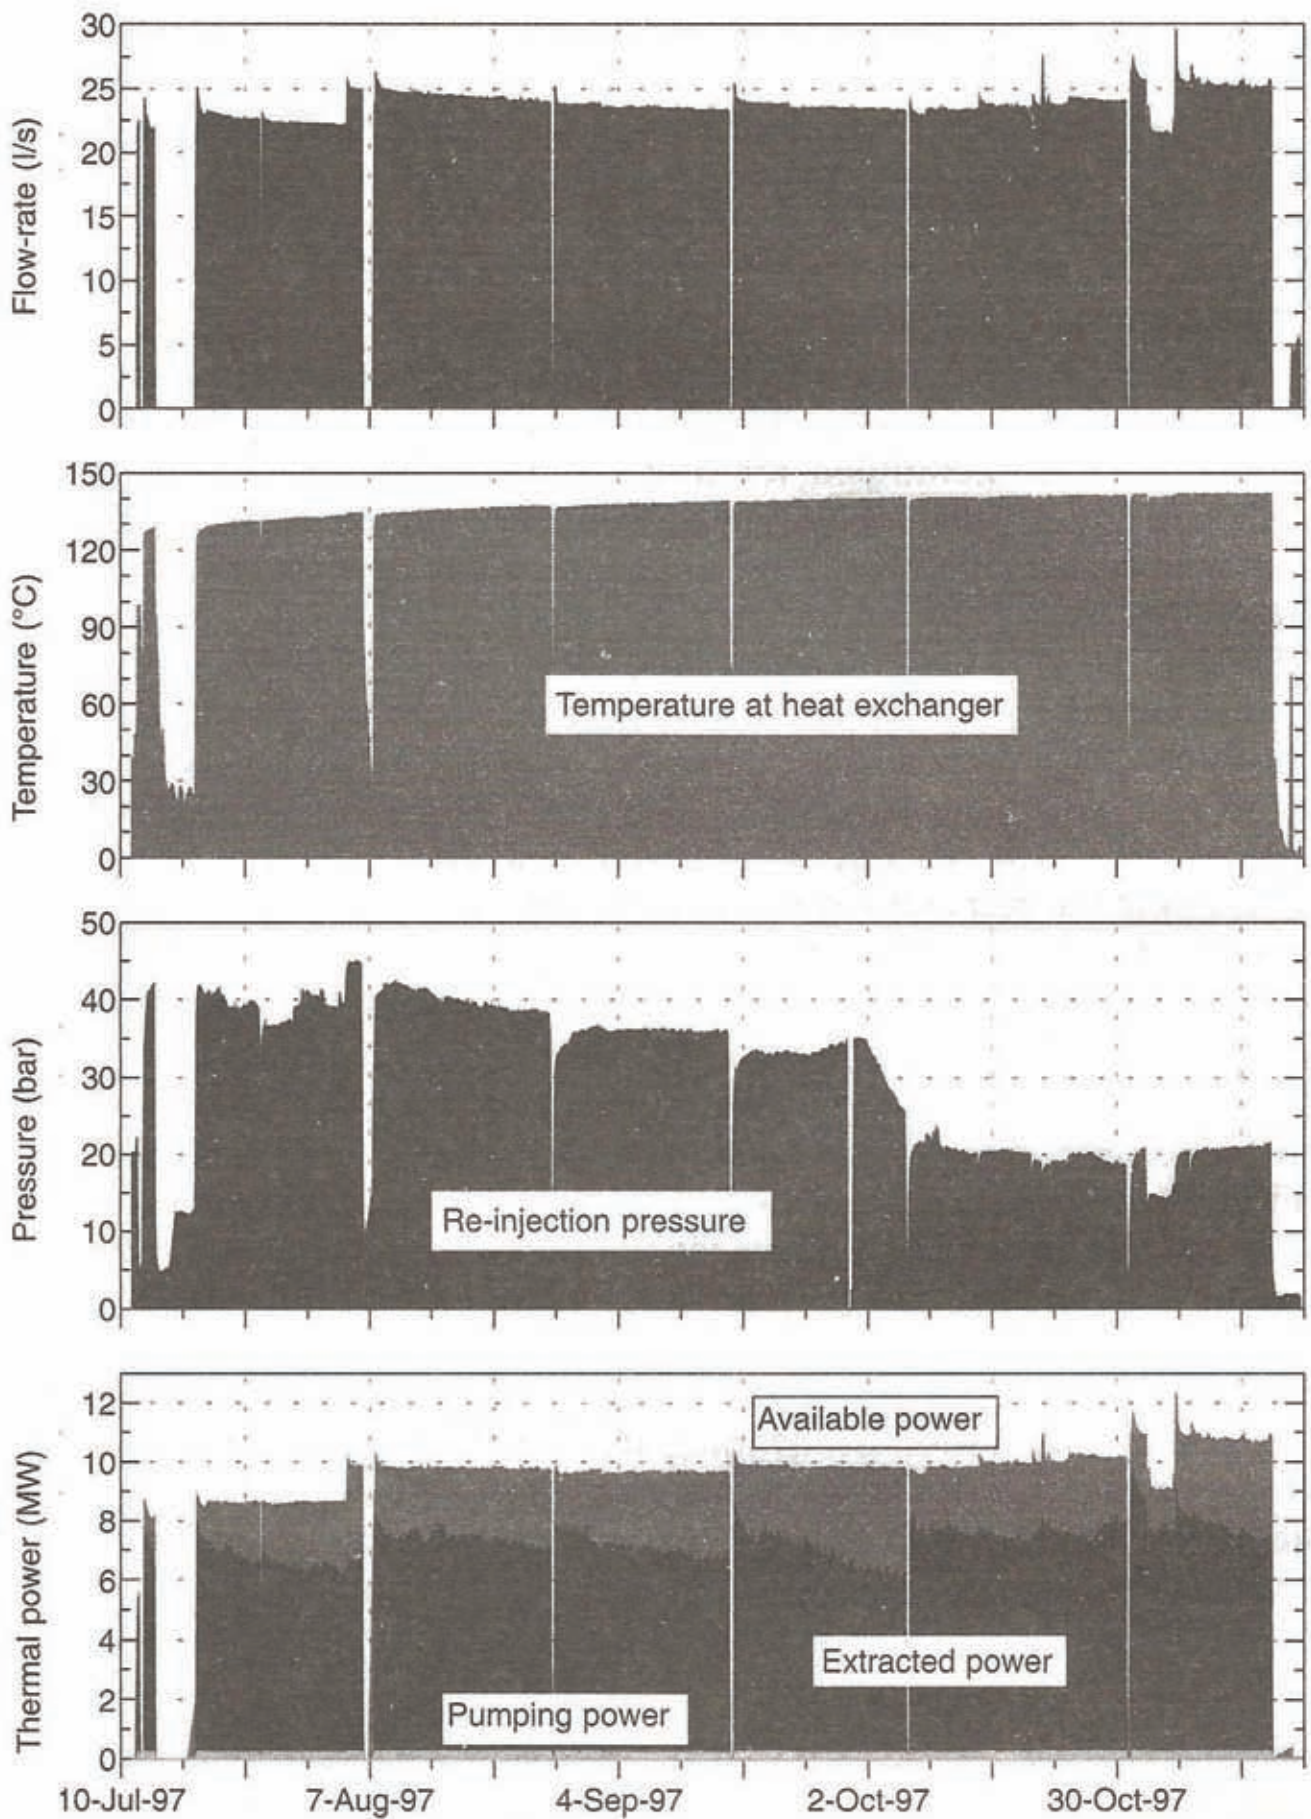 30
25
20
15
10
5
0
Flow-rate (l/s)
150
120
90
60
30
0
Temperature (°C)
Temperature at heat exchanger
50
40
30
20
10
0
Pressure (bar)
Re-injection pressure
12
10
8
6
4
2
0
Thermal power (MW)
Available power
Extracted power
Pumping power
10-Jul-97 7-Aug-97 4-Sep-97 2-Oct-97 30-Oct-97